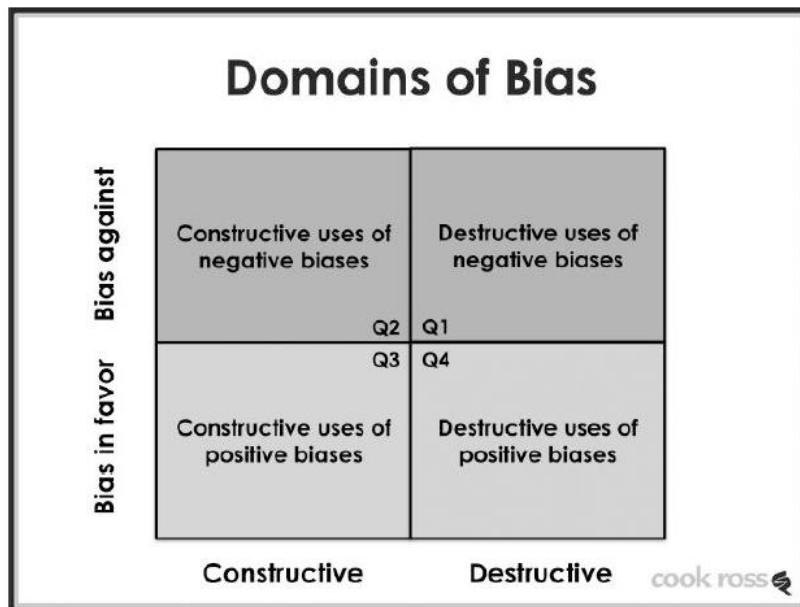 Domains of Bias
Bias against
Constructive uses of
negative biases
Q2
Destructive uses of
negative biases
Q1
Bias in favor
Q3
Constructive uses of
positive biases
Q4
Destructive uses of
positive biases
Constructive
Destructive
cook ross